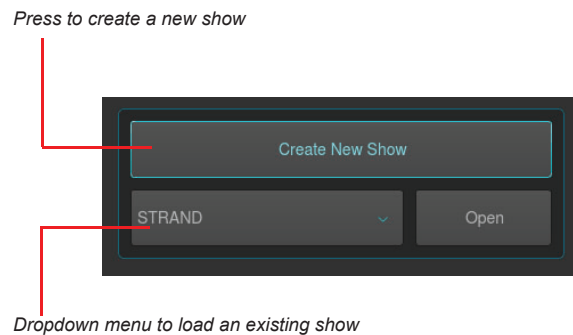 Press to create a new show
Create New Show
STRAND
Open
Dropdown menu to load an existing show